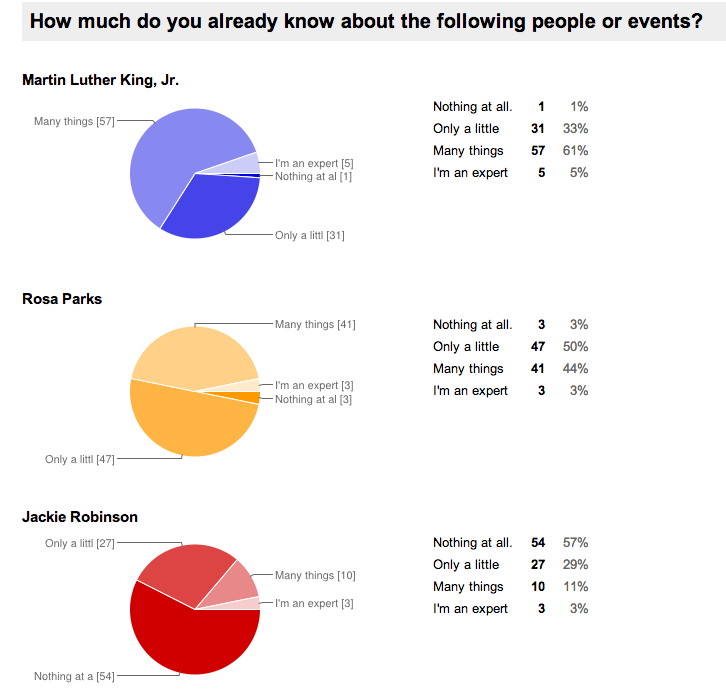 How much do you already know about the following people or events?
Martin Luther King, Jr.
Many things [57]
I'm an expert [5]
Nothing at al [1]
Only a littl [31]
Nothing at all. 1 1%
Only a little 31 33%
Many things 57 61%
I'm an expert 5 5%
Rosa Parks
Many things [41]
I'm an expert [3]
Nothing at al [3]
Only a littl [47]
Nothing at all. 3 3%
Only a little 47 50%
Many things 41 44%
I'm an expert 3 3%
Jackie Robinson
Only a littl [27]
Many things [10]
I'm an expert [3]
Nothing at a [54]
Nothing at all. 54 57%
Only a little 27 29%
Many things 10 11%
I'm an expert 3 3%